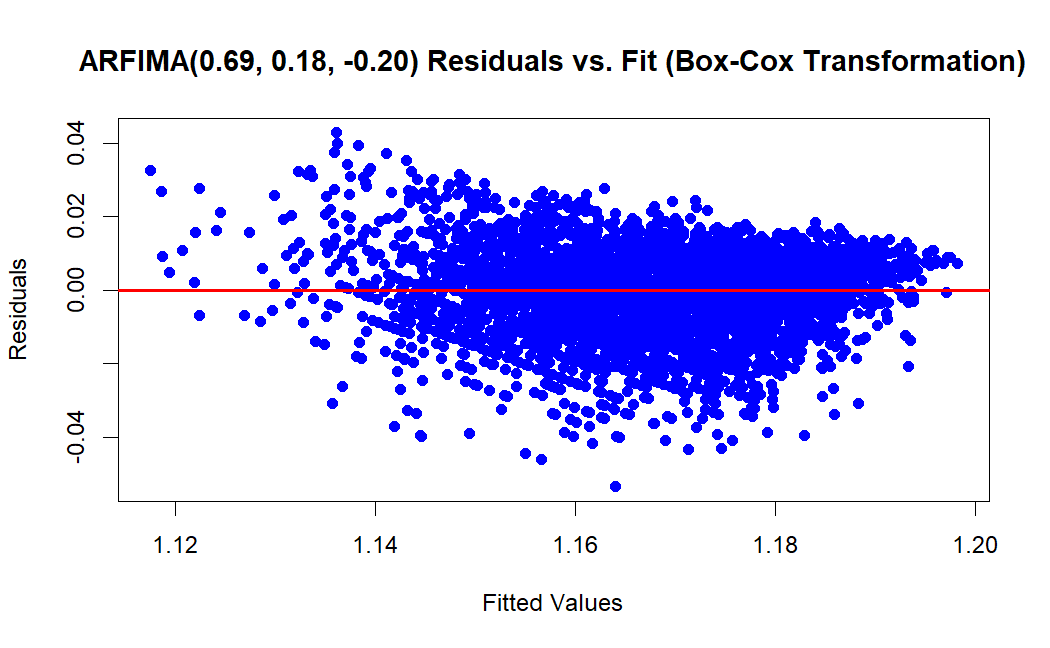 ARFIMA(0.69, 0.18, -0.20) Residuals vs. Fit (Box-Cox Transformation)
0.04
0.02
0.00
-0.04
Residuals
1.12 1.14 1.16 1.18 1.20
Fitted Values